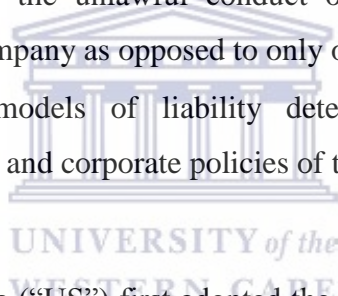 the unlawful conduct o
mpany as opposed to only o
models of liability dete
and corporate policies of t
UNIVERSITY of the
("US") first adopted the
WESTERN CAPE